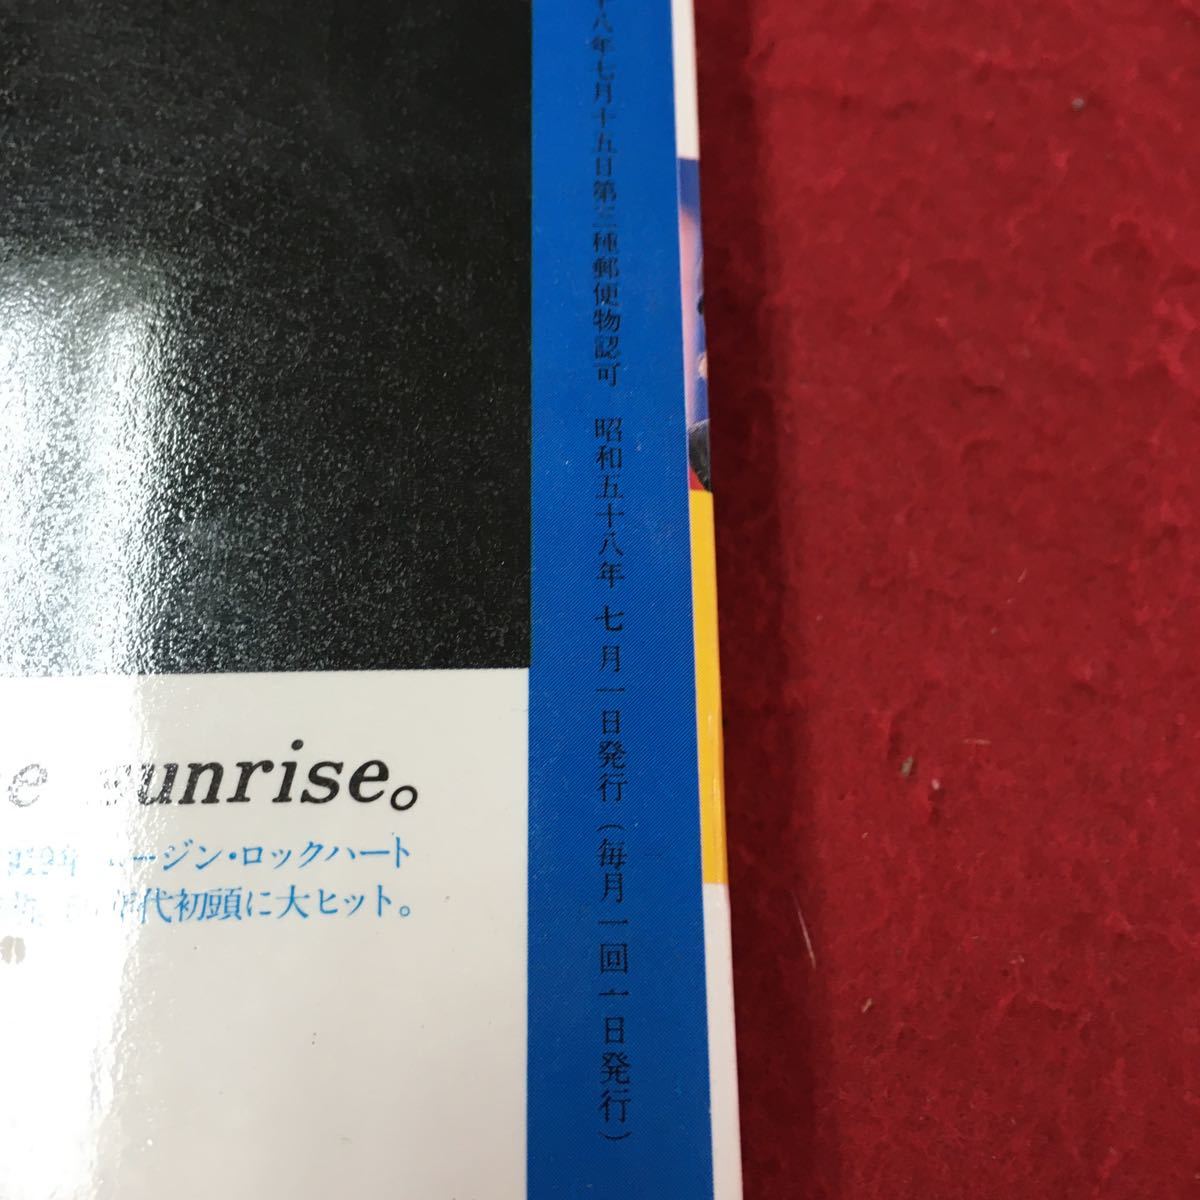 八年七月十五日第三種郵便物認可 昭和五十八年七月一日発行(毎月一回一日発行)
sunrise。
ージン・ロックハート
年代初頭に大ヒット。